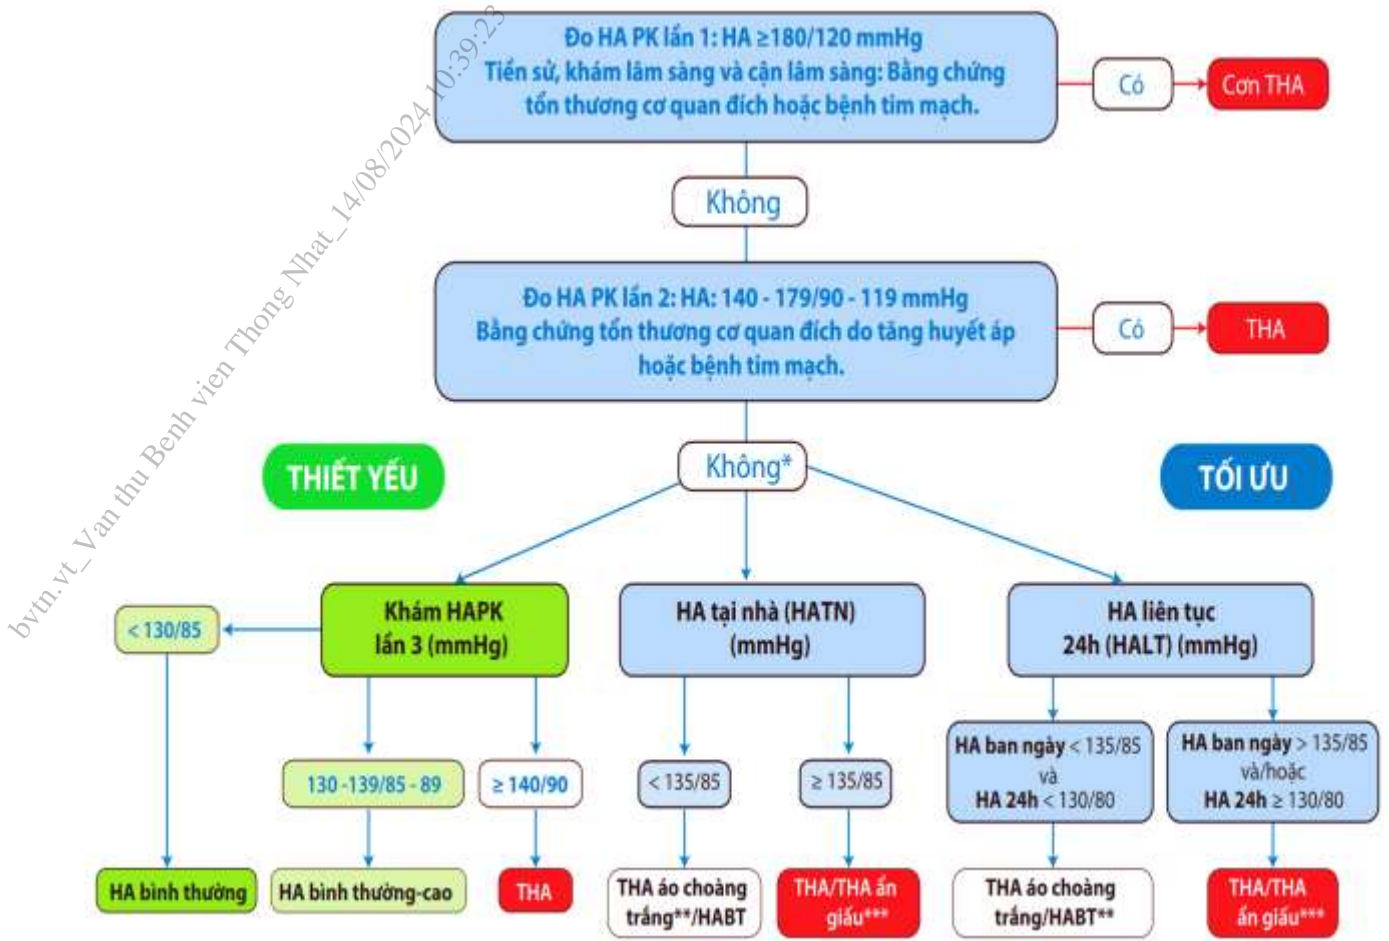 Đo HA PK lần 1: HA ≥180/120 mmHg
Tiền sử, khám lâm sàng và cận lâm sàng: Bằng chứng
tổn thương cơ quan đích hoặc bệnh tim mạch.
Có
Cơn THA
Không
Đo HA PK lần 2: HA: 140 - 179/90 - 119 mmHg
Bằng chứng tổn thương cơ quan đích do tăng huyết áp
hoặc bệnh tim mạch.
Có
THA
bvtn.vt_Van thu Benh vien Thong Nhat_14/08/2024 10:39:23
THIẾT YẾU
Không*
TỐI ƯU
< 130/85
Khám HAPK
lần 3 (mmHg)
HA tại nhà (HATN)
(mmHg)
HA liên tục
24h (HALT) (mmHg)
130 -139/85 - 89
≥ 140/90
< 135/85
≥ 135/85
HA ban ngày < 135/85
và
HA 24h < 130/80
HA ban ngày > 135/85
và/hoặc
HA 24h ≥ 130/80
HA bình thường
HA bình thường-cao
THA
THA áo choàng
trắng**/HABT
THA/THA ẩn
giấu***
THA áo choàng
trắng/HABT**
THA/THA
ẩn giấu***